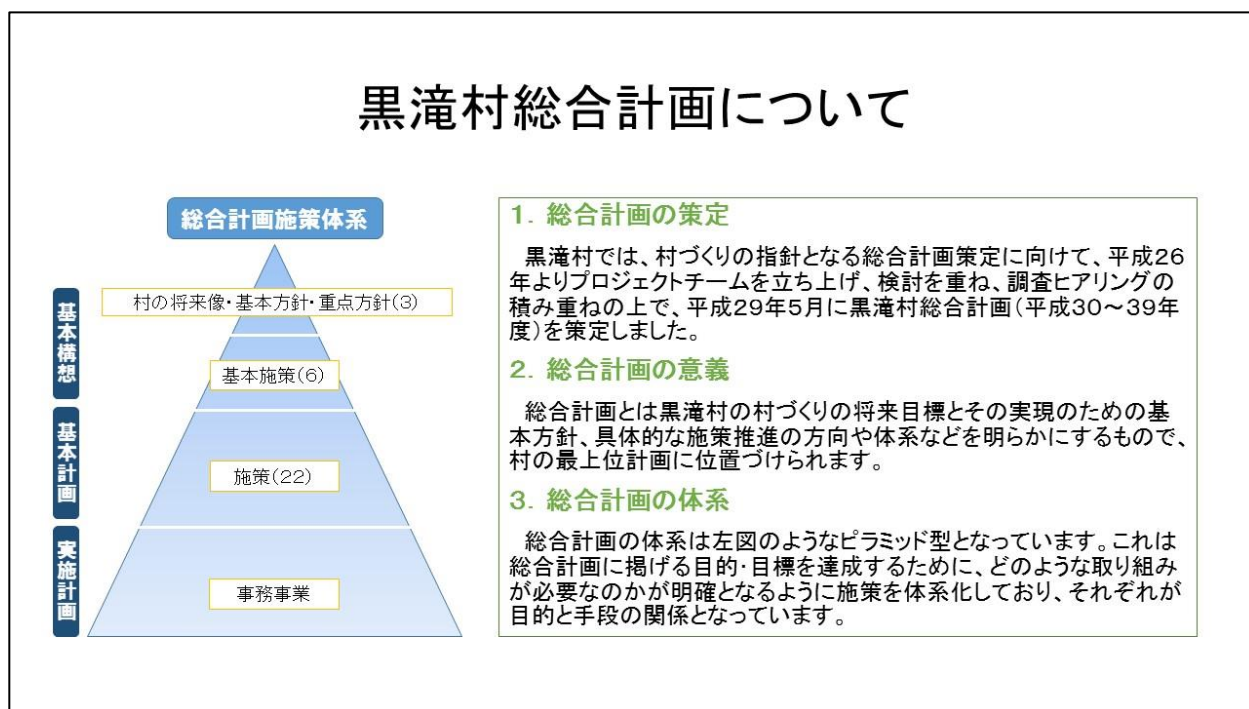 黒滝村総合計画について
総合計画施策体系
基本構想
村の将来像・基本方針・重点方針(3)
基本施策(6)
基本計画
施策(22)
実施計画
事務事業
1. 総合計画の策定
黒滝村では、村づくりの指針となる総合計画策定に向けて、平成26
年よりプロジェクトチームを立ち上げ、検討を重ね、調査ヒアリングの
積み重ねの上で、平成29年5月に黒滝村総合計画(平成30～39年
度)を策定しました。
2. 総合計画の意義
総合計画とは黒滝村の村づくりの将来目標とその実現のための基
本方針、具体的な施策推進の方向や体系などを明らかにするもので、
村の最上位計画に位置づけられます。
3. 総合計画の体系
総合計画の体系は左図のようなピラミッド型となっています。これは
総合計画に掲げる目的・目標を達成するために、どのような取り組み
が必要なのかが明確となるように施策を体系化しており、それぞれが
目的と手段の関係となっています。